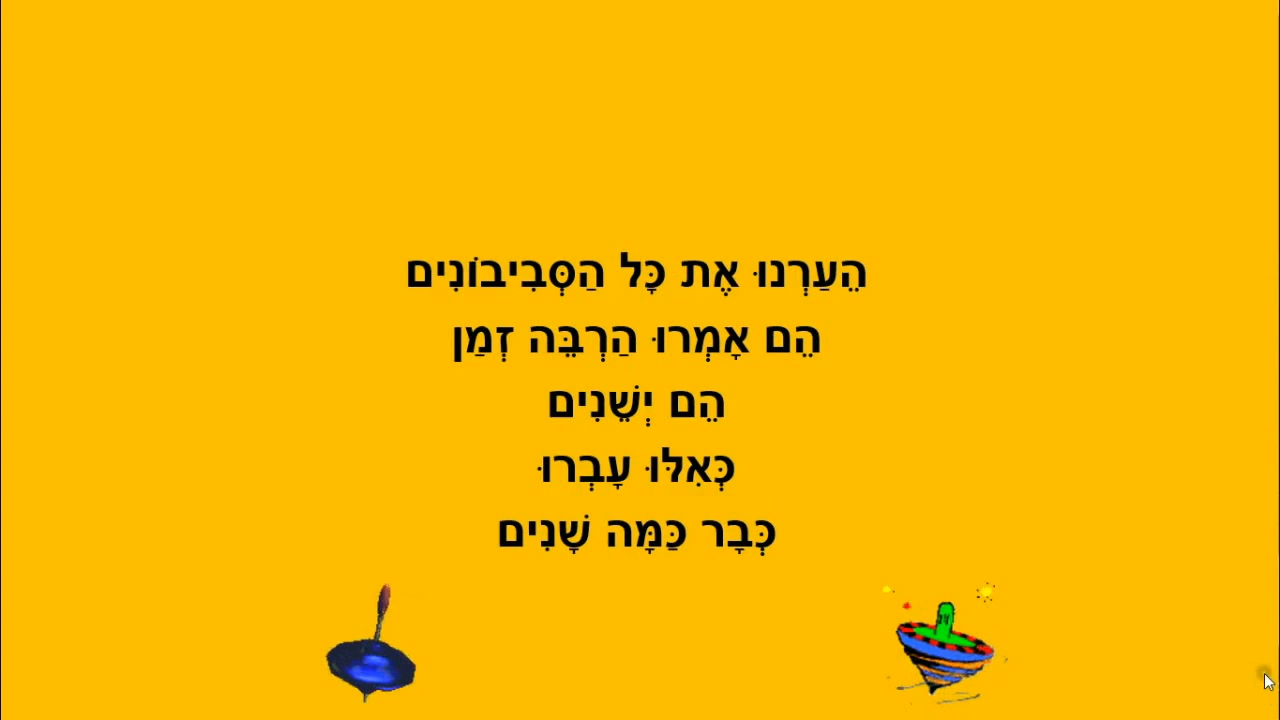 הֵעַרְנוּ אֶת כָּל הַסְּבִיבוֹנִים
הֵם אָמְרוּ הַרְבֵּה זְמַן
הֵם יְשֵׁנִים
כְּאִלּוּ עָבְרוּ
כְּבָר כַּמָּה שָׁנִים